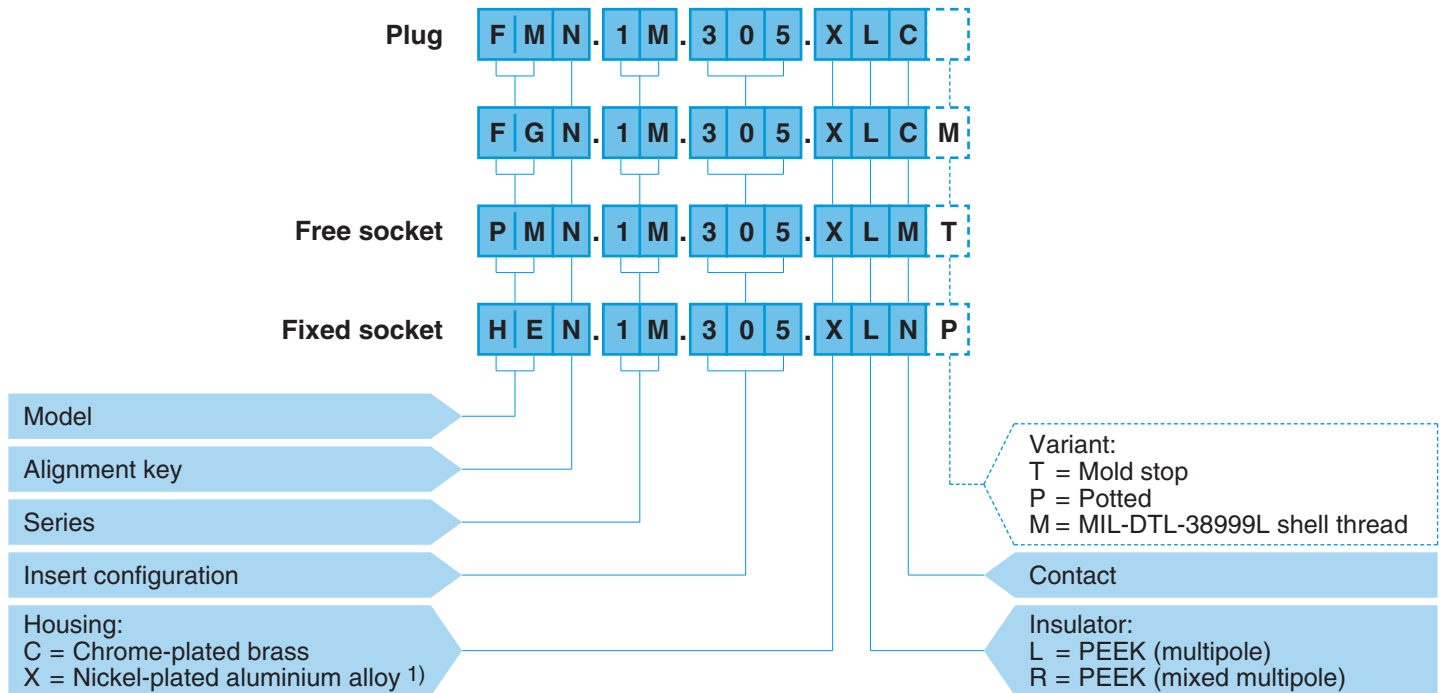 Plug FMN.1M.305.XLC
FGN.1M.305.XLCM
Free socket PMN.1M.305.XLMT
Fixed socket HEN.1M.305.XLNP
Model
Alignment key
Series
Insert configuration
Housing:
C = Chrome-plated brass
X = Nickel-plated aluminium alloy 1)
Variant:
T = Mold stop
P = Potted
M = MIL-DTL-38999L shell thread
Contact
Insulator:
L = PEEK (multipole)
R = PEEK (mixed multipole)